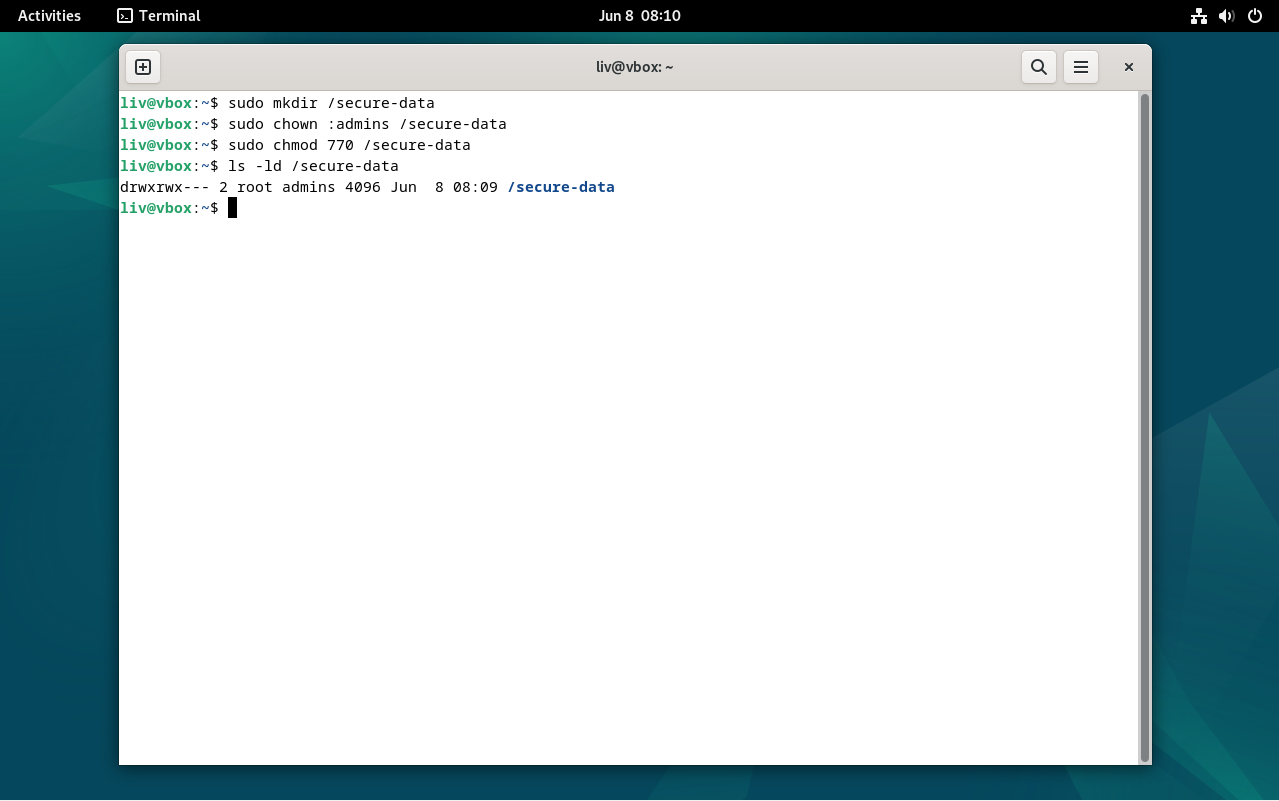 Activities Terminal Jun 8 08:10
liv@vbox: ~
liv@vbox:~$ sudo mkdir /secure-data
liv@vbox:~$ sudo chown :admins /secure-data
liv@vbox:~$ sudo chmod 770 /secure-data
liv@vbox:~$ ls -ld /secure-data
drwxrwx--- 2 root admins 4096 Jun  8 08:09 /secure-data
liv@vbox:~$